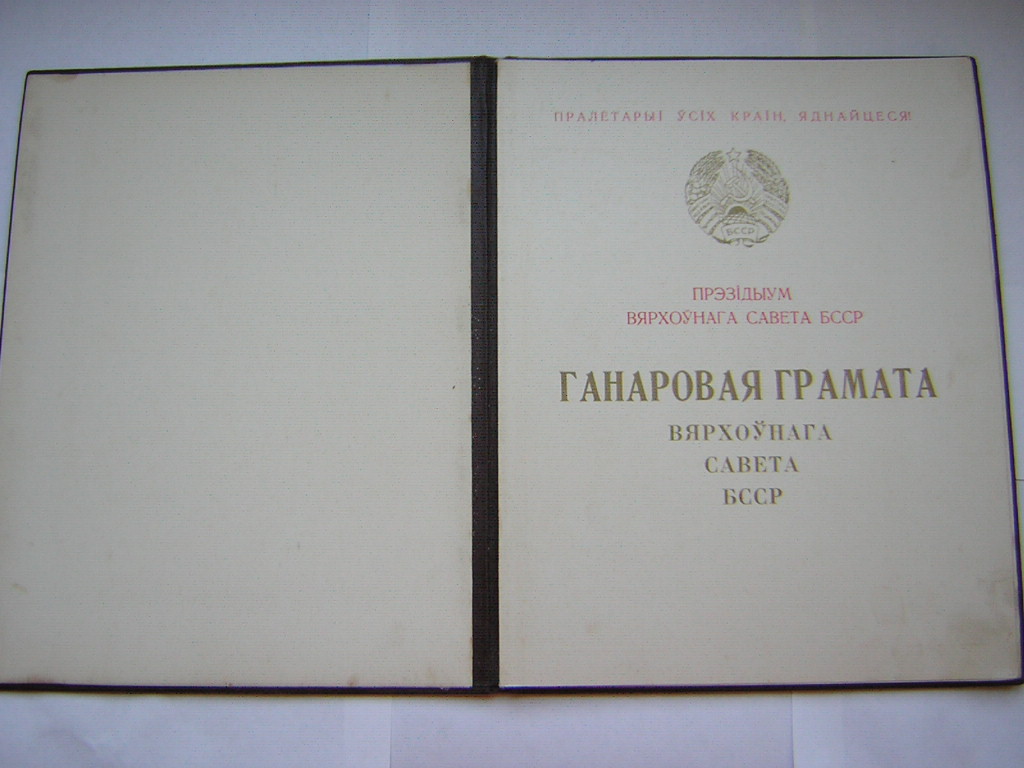 ПРАЛЕТАРЫІ ЎСІХ КРАІН, ЯДНАЙЦЕСЯ!
БССР
ПРЭЗІДЫУМ
ВЯРХОЎНАГА САВЕТА БССР
ГАНАРОВАЯ ГРАМАТА
ВЯРХОЎНАГА
САВЕТА
БССР